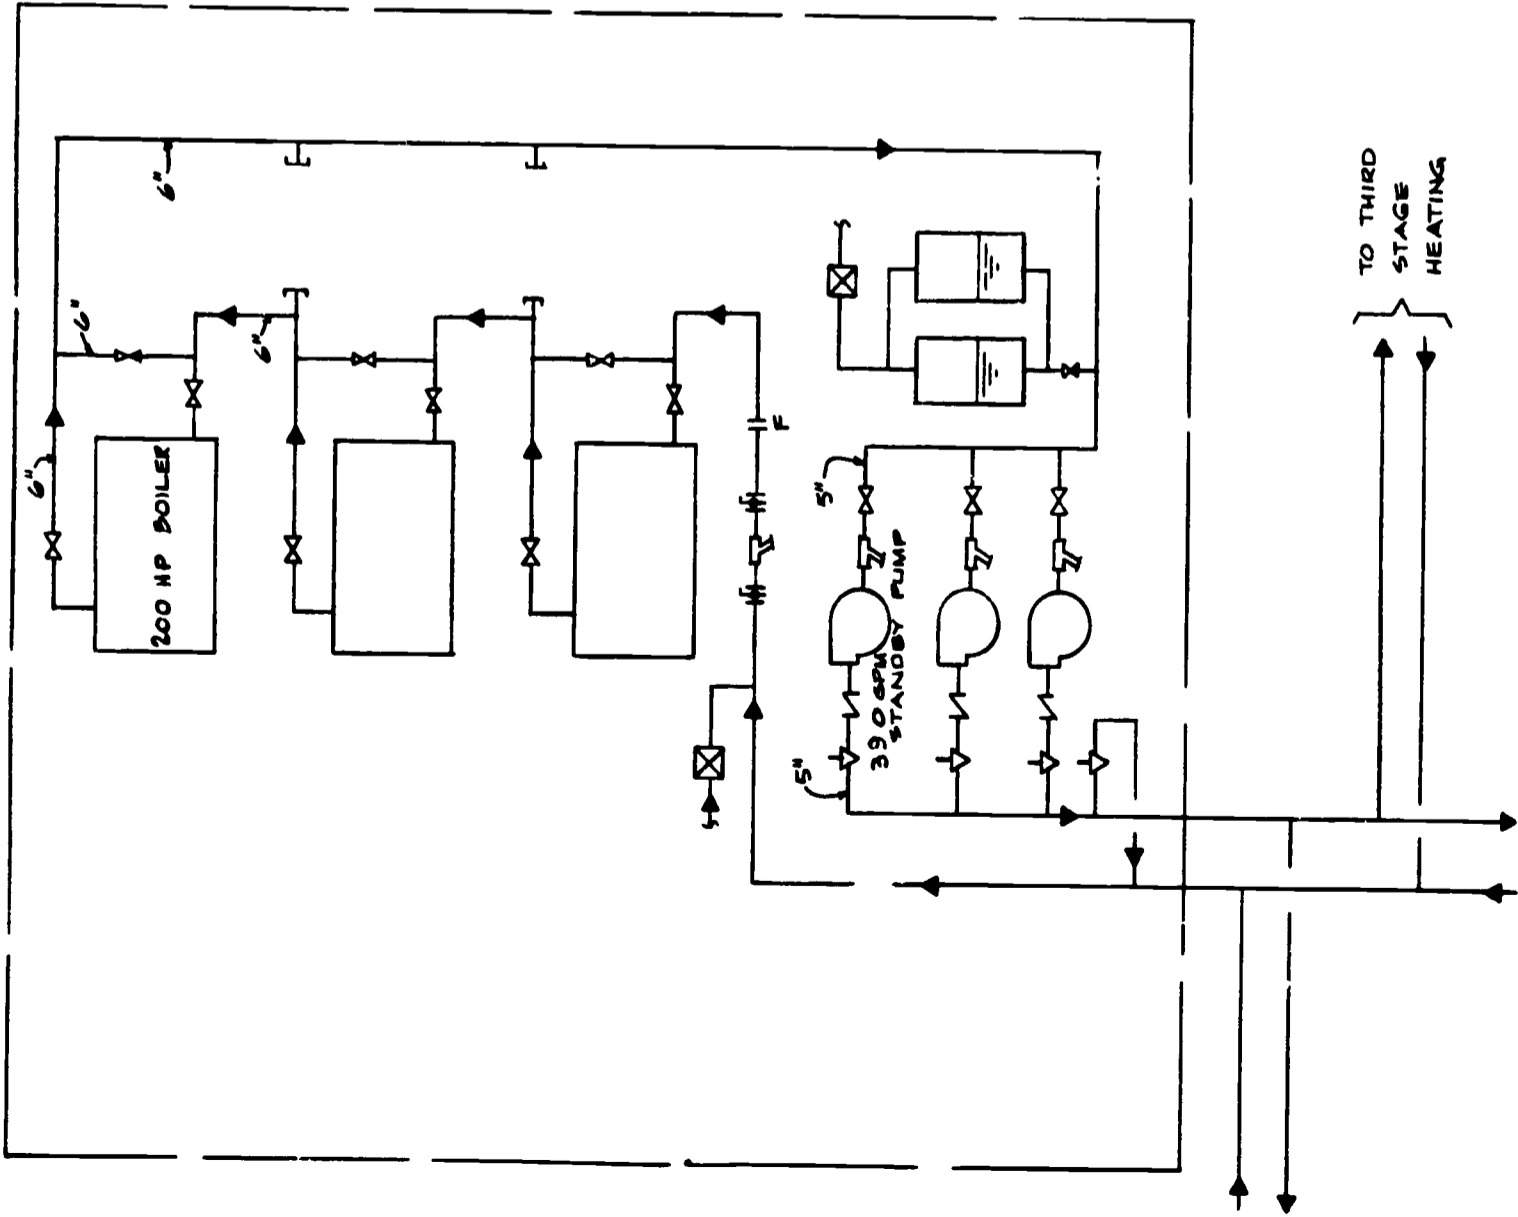 6"
6"
6"
6"
200 HP BOILER
F
5"
390 GPM
STANDBY PUMP
5"
TO THIRD
STAGE
HEATING